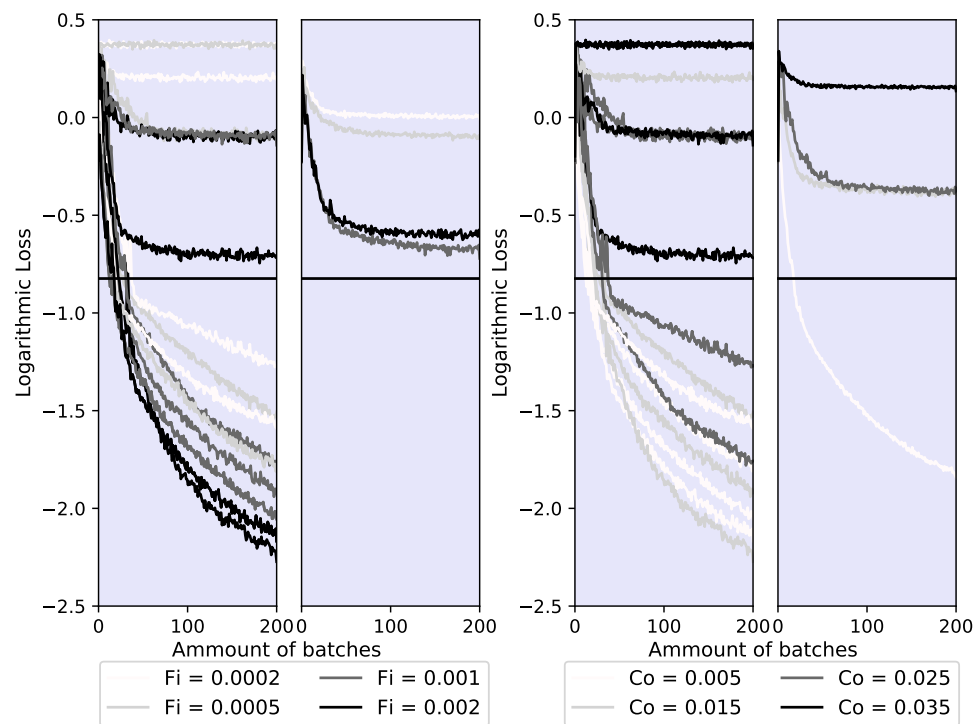 0.5
0.0
−0.5
−1.0
−1.5
−2.0
−2.5
Logarithmic Loss
0 100 200 0 100 200
Ammount of batches
Fi = 0.0002 Fi = 0.001
Fi = 0.0005 Fi = 0.002
0.5
0.0
−0.5
−1.0
−1.5
−2.0
−2.5
Logarithmic Loss
0 100 200 0 100 200
Ammount of batches
Co = 0.005 Co = 0.025
Co = 0.015 Co = 0.035